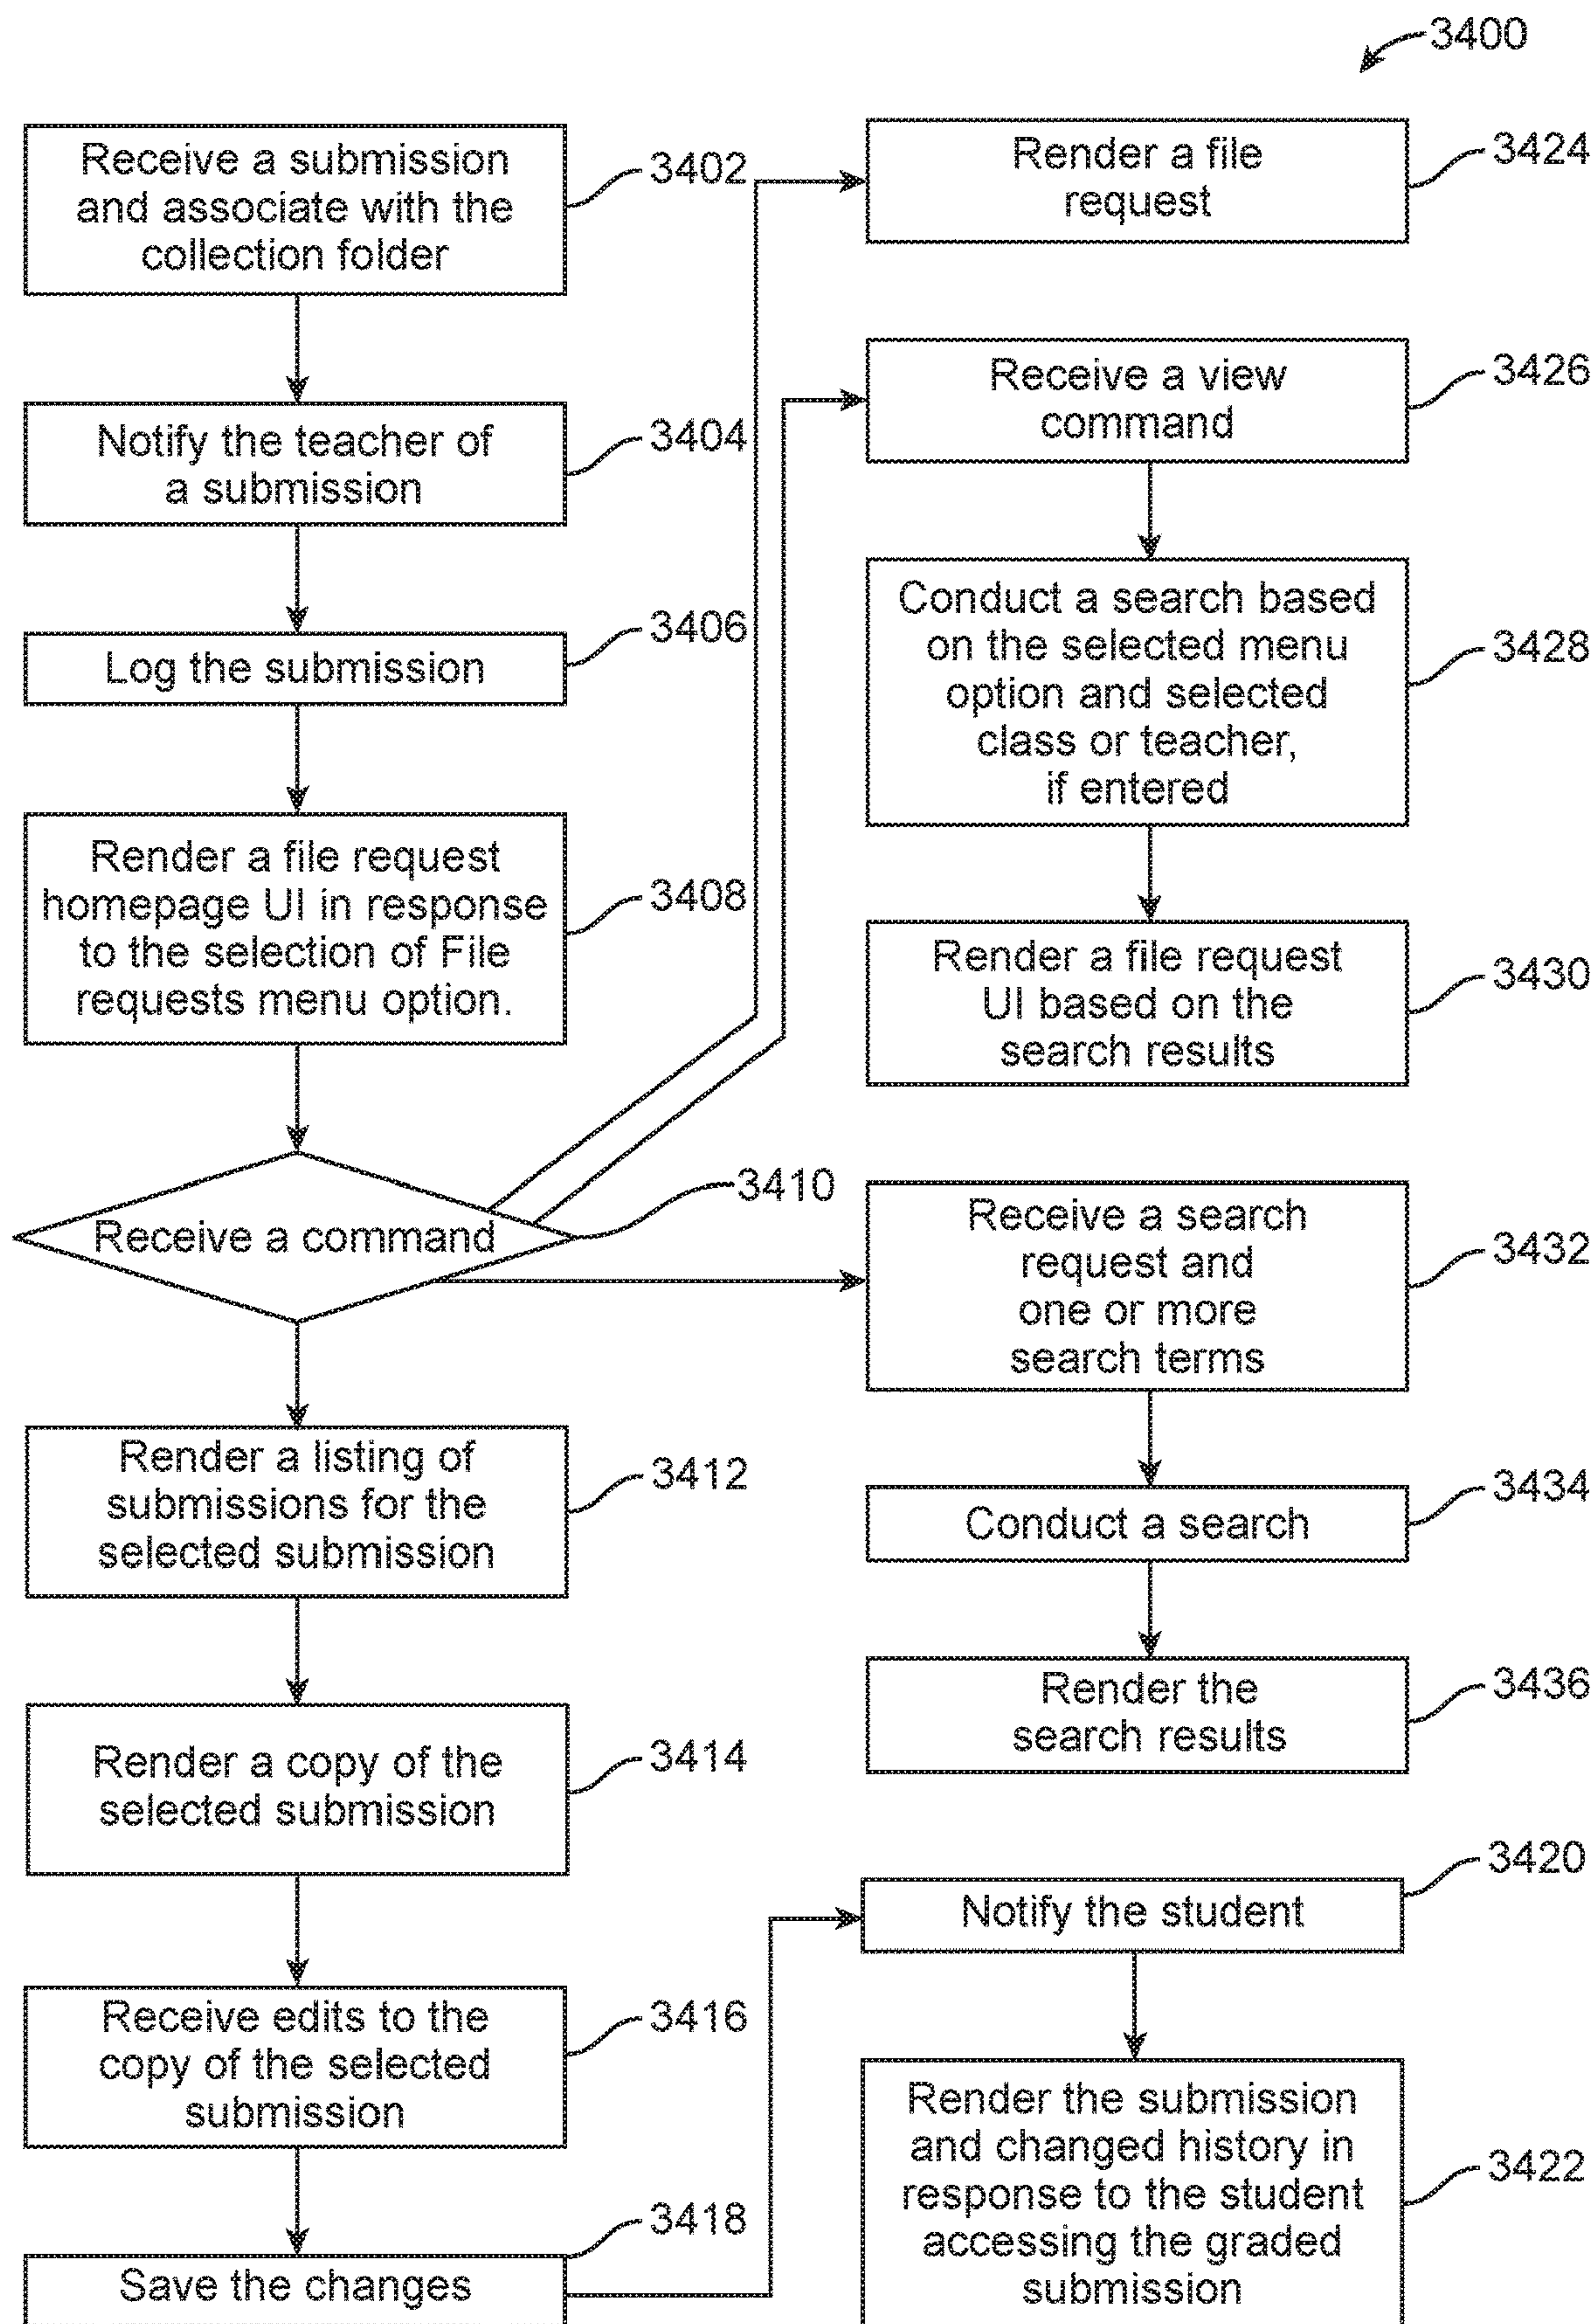 3400
Receive a submission
and associate with the
collection folder
3402
Notify the teacher of
a submission
3404
Log the submission
3406
Render a file request
homepage UI in response
to the selection of File
requests menu option.
3408
Receive a command
3410
Render a listing of
submissions for the
selected submission
3412
Render a copy of the
selected submission
3414
Receive edits to the
copy of the selected
submission
3416
Save the changes
3418
Render a file
request
3424
Receive a view
command
3426
Conduct a search based
on the selected menu
option and selected
class or teacher,
if entered
3428
Render a file request
UI based on the
search results
3430
Receive a search
request and
one or more
search terms
3432
Conduct a search
3434
Render the
search results
3436
Notify the student
3420
Render the submission
and changed history in
response to the student
accessing the graded
submission
3422